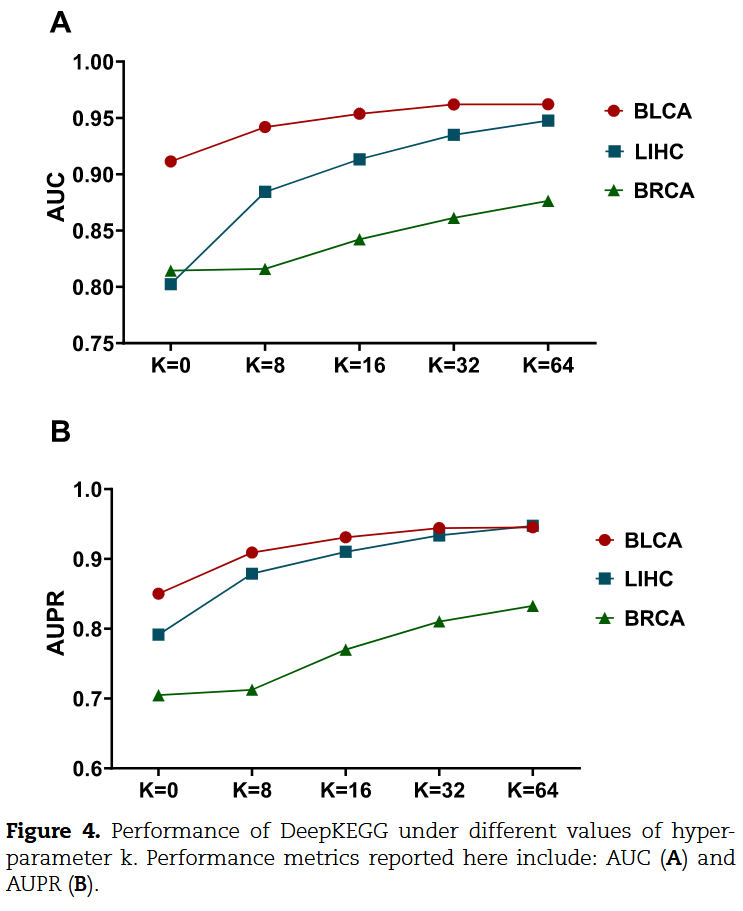 A
1.00
0.95
0.90
0.85
0.80
0.75
AUC
K=0 K=8 K=16 K=32 K=64
BLCA
LIHC
BRCA
B
1.0
0.9
0.8
0.7
0.6
AUPR
K=0 K=8 K=16 K=32 K=64
BLCA
LIHC
BRCA
Figure 4. Performance of DeepKEGG under different values of hyper-
parameter k. Performance metrics reported here include: AUC (A) and
AUPR (B).